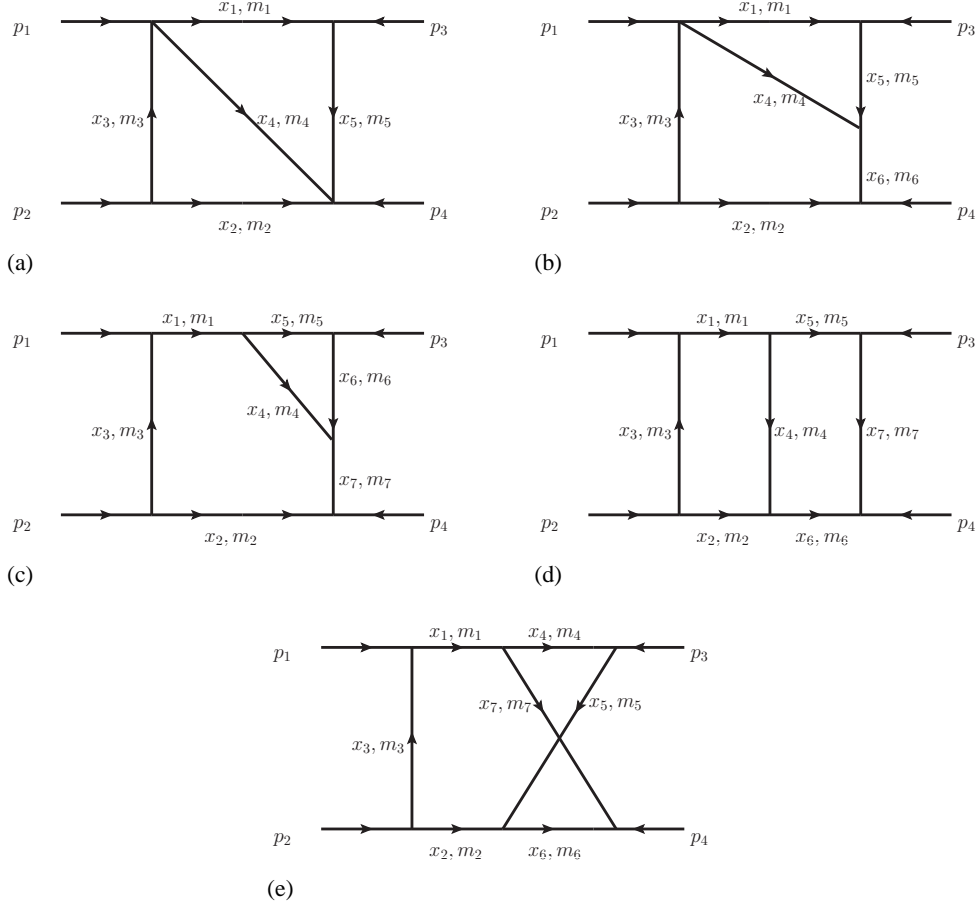 x₁, m₁ x₁, m₁
p₁ p₃ p₁ p₃
x₅, m₅
x₃, m₃ x₄, m₄ x₅, m₅ x₃, m₃ x₄, m₄
x₆, m₆
p₂ p₄ p₂ p₄
x₂, m₂ x₂, m₂
(a) (b)
x₁, m₁ x₅, m₅ x₁, m₁ x₅, m₅
p₁ p₃ p₁ p₃
x₆, m₆
x₃, m₃ x₄, m₄ x₃, m₃ x₄, m₄ x₇, m₇
x₇, m₇
p₂ p₄ p₂ p₄
x₂, m₂ x₂, m₂ x₆, m₆
(c) (d)
x₁, m₁ x₄, m₄
p₁ p₃
x₇, m₇ x₅, m₅
x₃, m₃
p₂ p₄
x₂, m₂ x₆, m₆
(e)